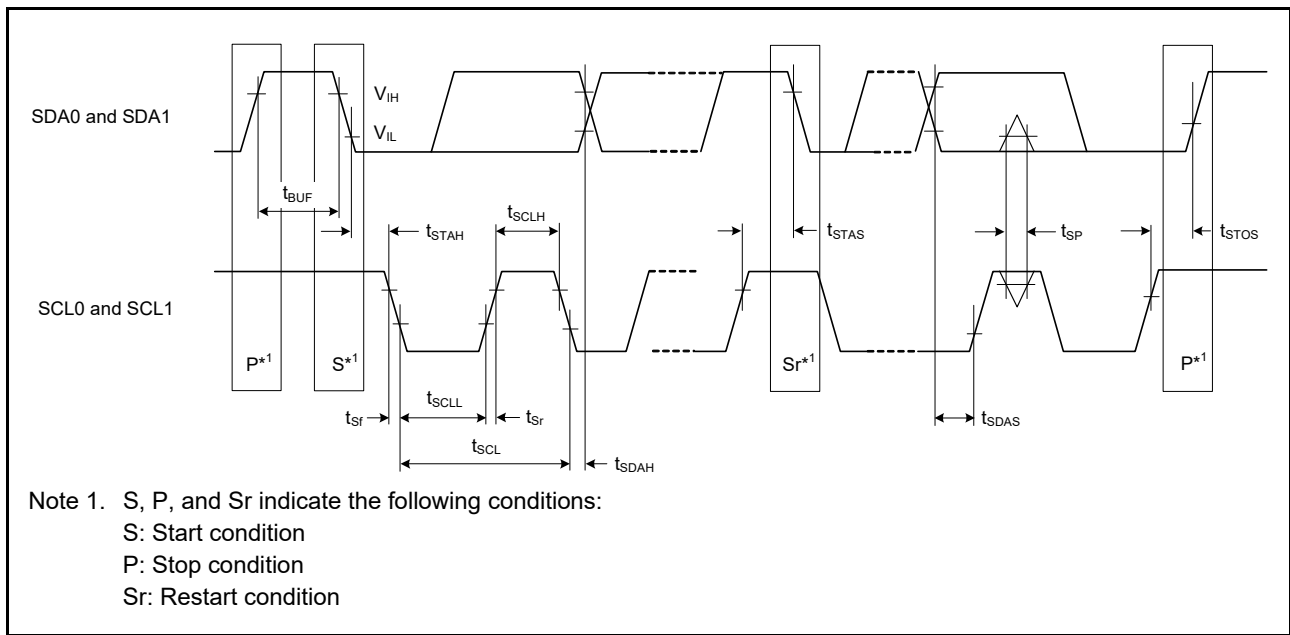 SDA0 and SDA1
VIH
VIL
tBUF
tSTAH
tSCLH
tSTAS
tSP
tSTOS
SCL0 and SCL1
P*1
S*1
Sr*1
P*1
tSf
tSCLL
tSr
tSCL
tSDAH
tSDAS
Note 1. S, P, and Sr indicate the following conditions:
S: Start condition
P: Stop condition
Sr: Restart condition